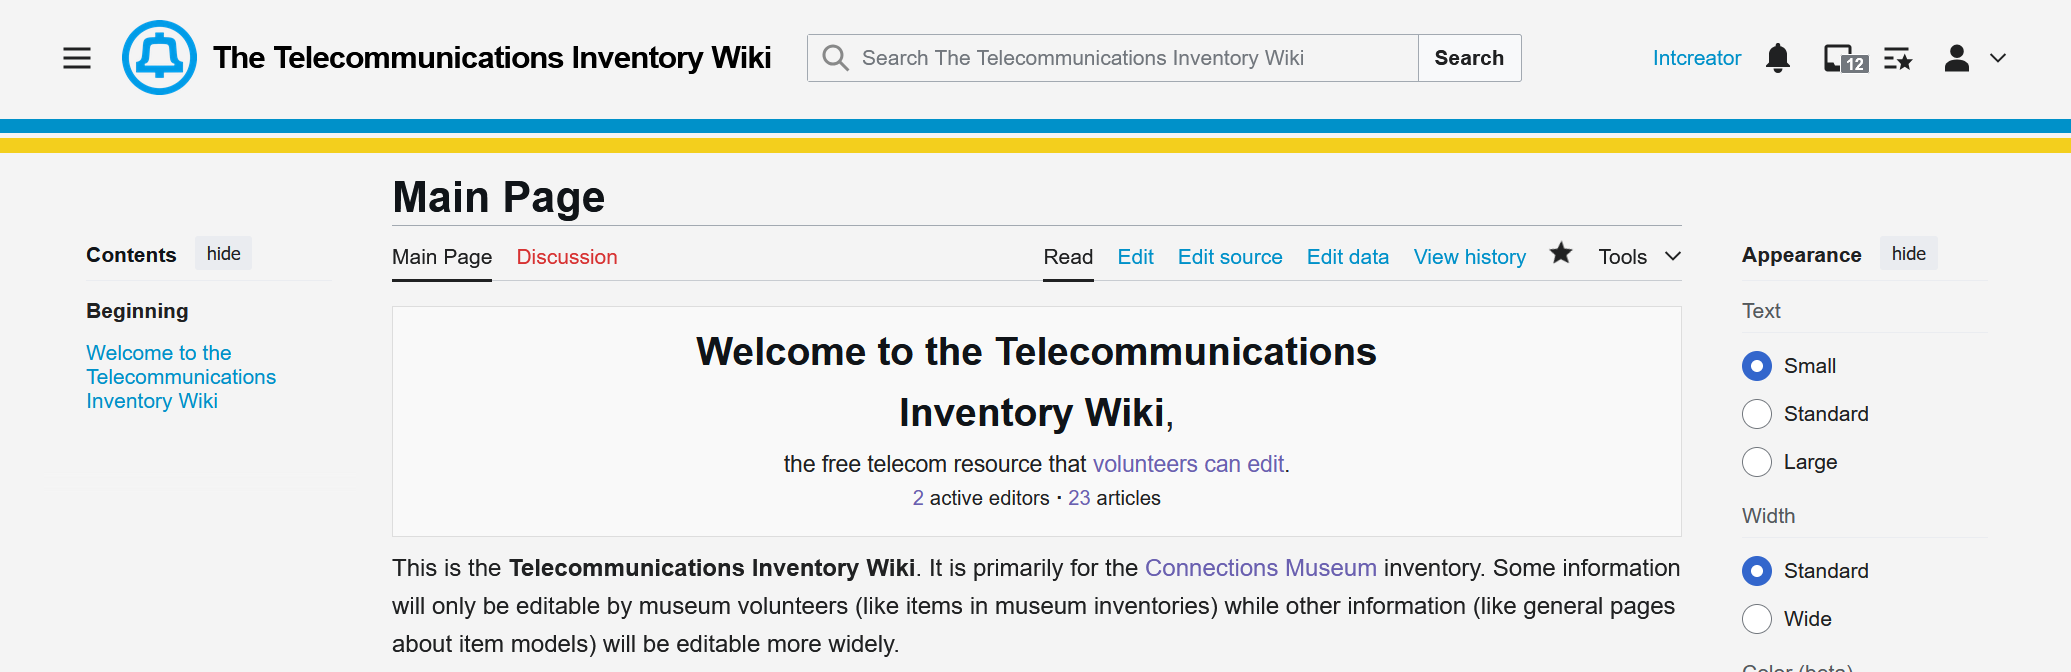 The Telecommunications Inventory Wiki
Search The Telecommunications Inventory Wiki
Search
Intcreator
12
Main Page
Contents hide
Beginning
Welcome to the
Telecommunications
Inventory Wiki
Main Page Discussion Read Edit Edit source Edit data View history Tools
Welcome to the Telecommunications
Inventory Wiki,
the free telecom resource that volunteers can edit.
2 active editors · 23 articles
This is the Telecommunications Inventory Wiki. It is primarily for the Connections Museum inventory. Some information
will only be editable by museum volunteers (like items in museum inventories) while other information (like general pages
about item models) will be editable more widely.
Appearance hide
Text
Small
Standard
Large
Width
Standard
Wide
Color (beta)